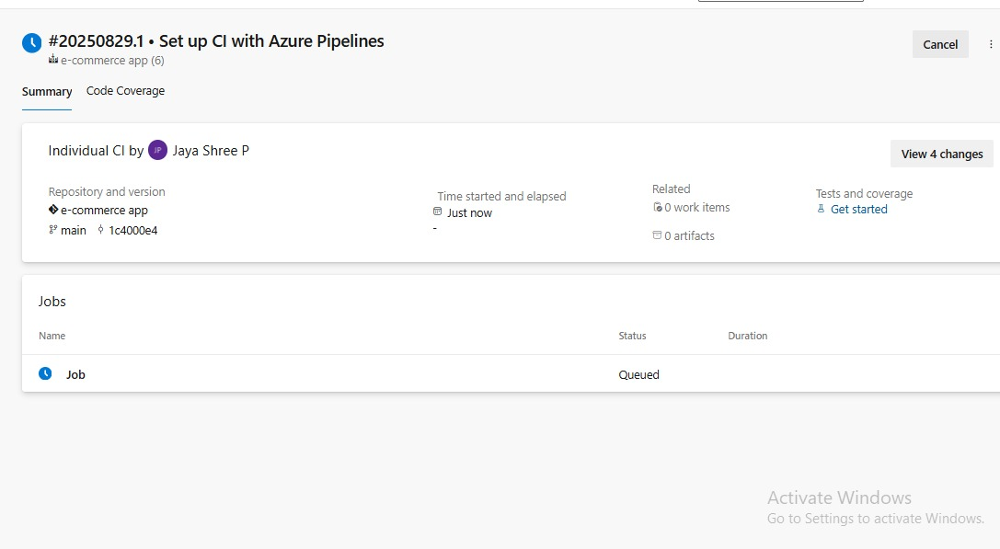 #20250829.1 • Set up CI with Azure Pipelines
Cancel
e-commerce app (6)
Summary Code Coverage
Individual CI by JP Jaya Shree P
View 4 changes
Repository and version
e-commerce app
main 1c4000e4
Time started and elapsed
Just now
-
Related
0 work items
0 artifacts
Tests and coverage
Get started
Jobs
Name Status Duration
Job Queued
Activate Windows
Go to Settings to activate Windows.